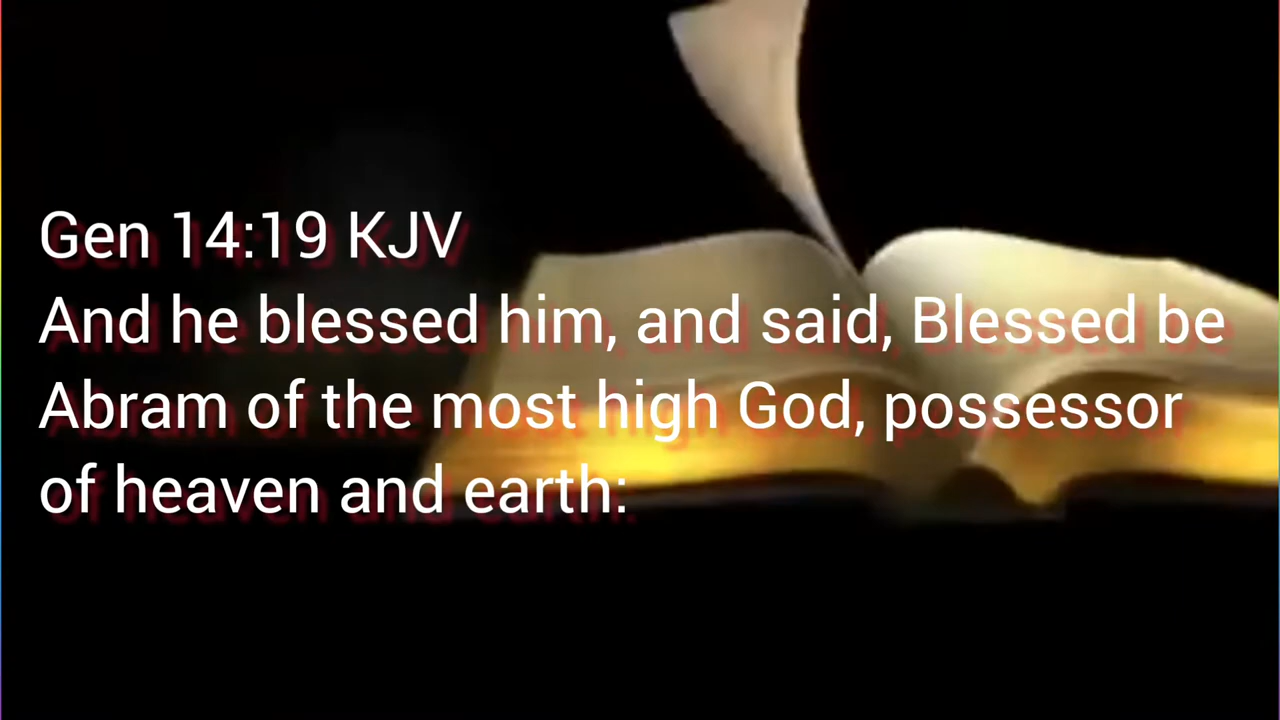 Gen 14:19 KJV
And he blessed him, and said, Blessed be
Abram of the most high God, possessor
of heaven and earth: